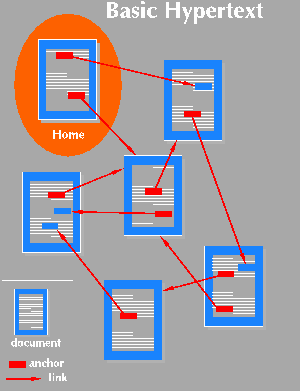 Basic Hypertext
Home
document
anchor
link